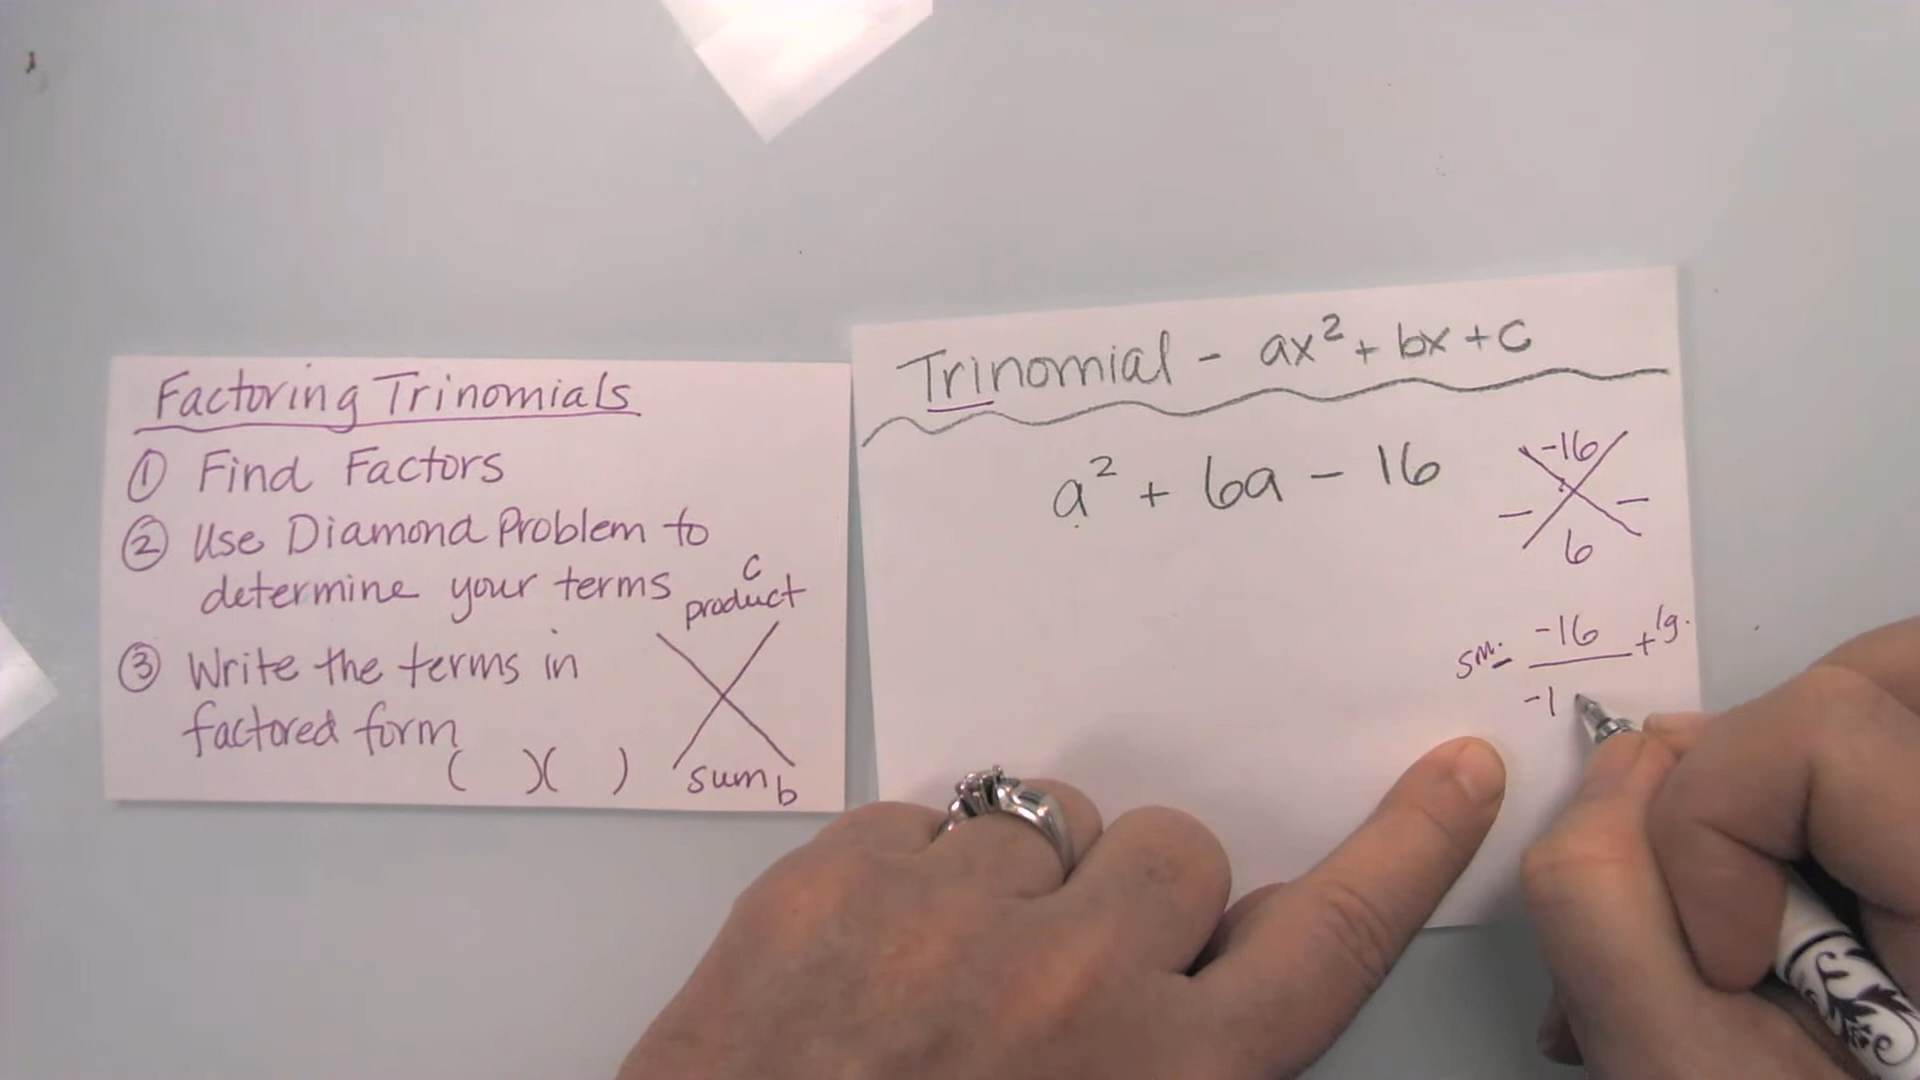 Factoring Trinomials
① Find Factors
② Use Diamond Problem to
determine your terms
c
product
③ Write the terms in
factored form
( )( )
sum b
Trinomial - ax² + bx + c
a² + 6a - 16
-16
_ _
6
sm. - -16 + lg.
-1